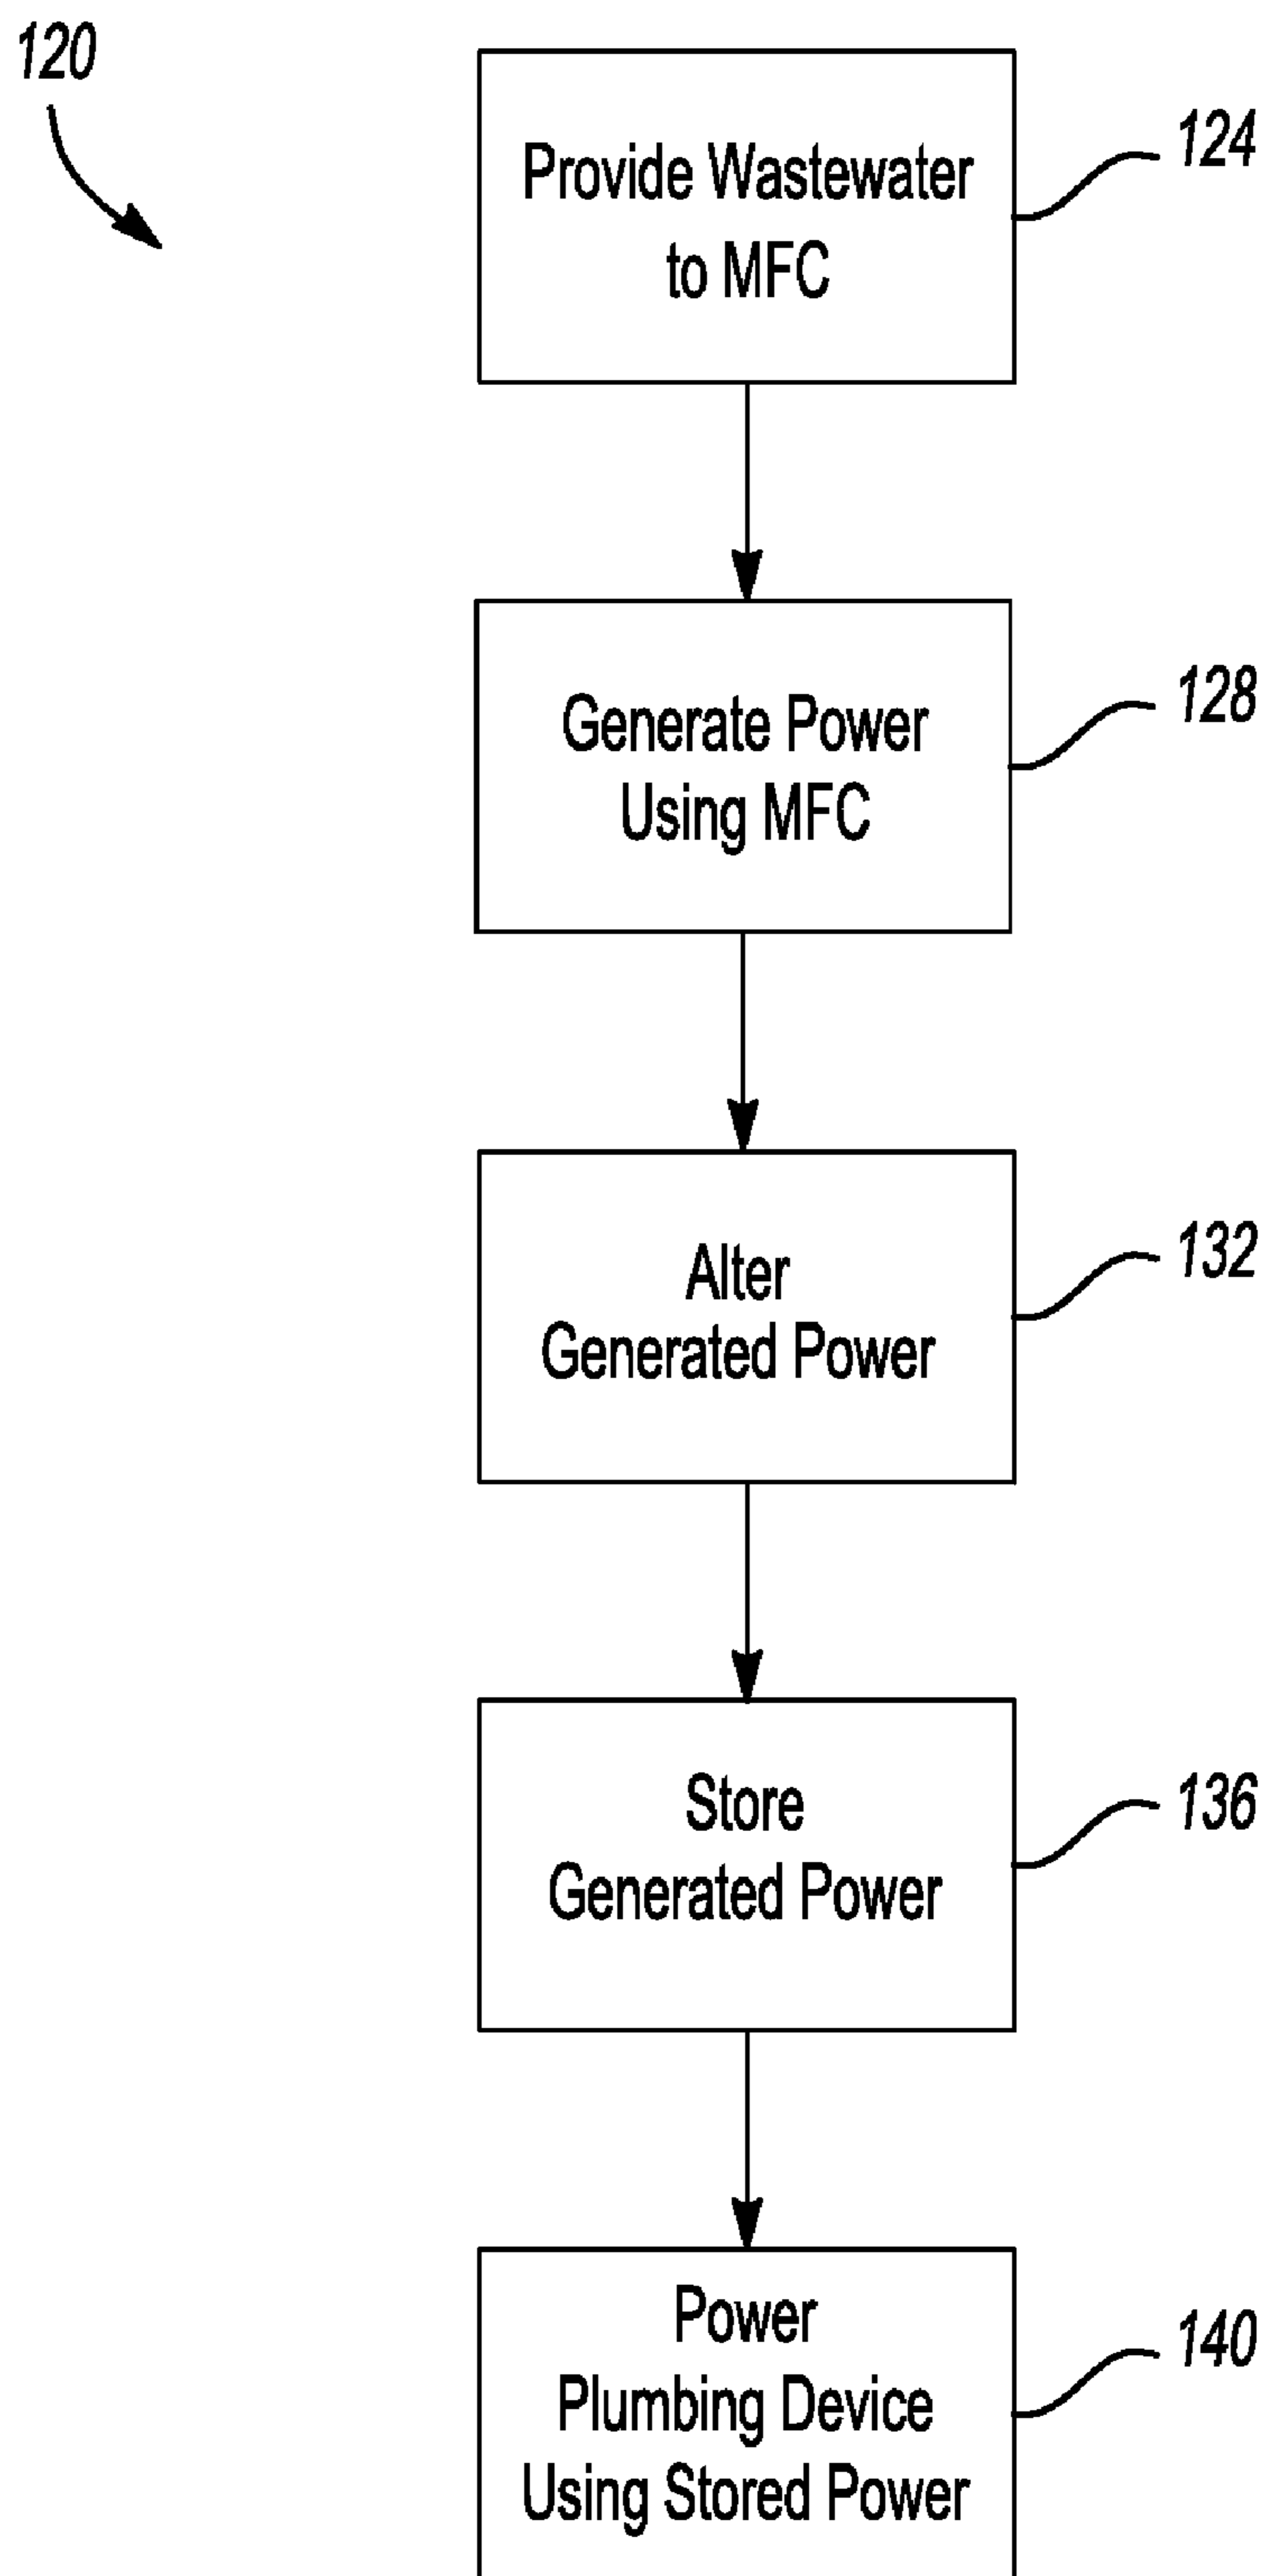 120
Provide Wastewater
to MFC
124
Generate Power
Using MFC
128
Alter
Generated Power
132
Store
Generated Power
136
Power
Plumbing Device
Using Stored Power
140